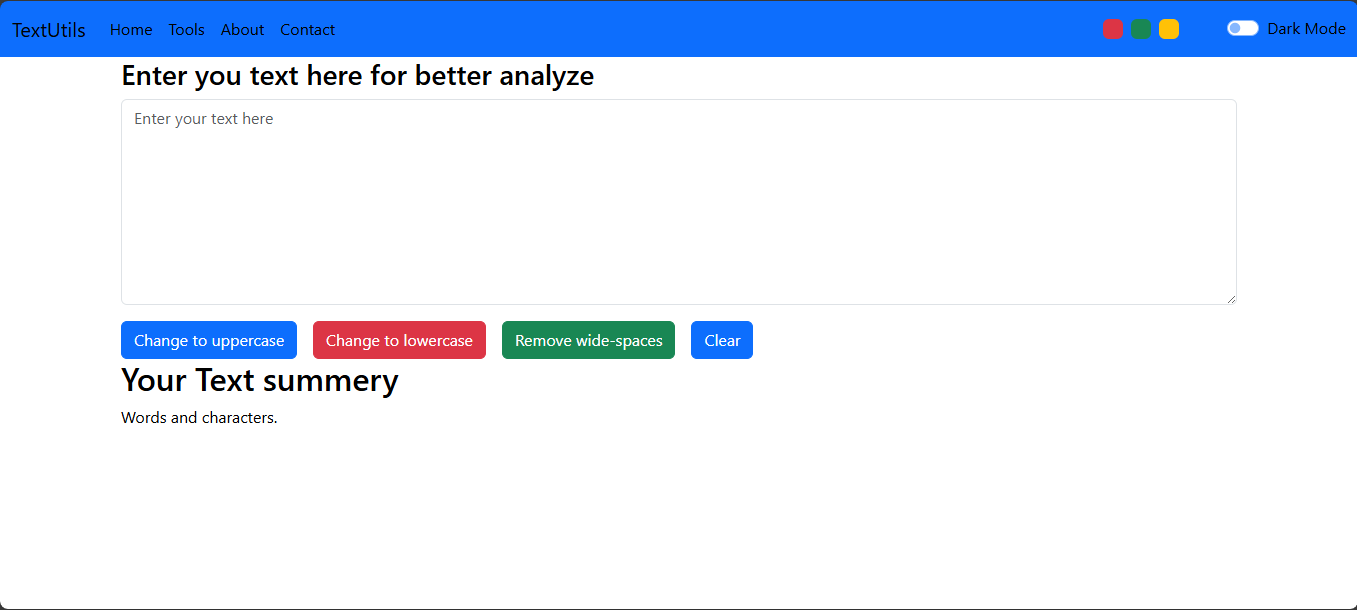 TextUtils Home Tools About Contact Dark Mode
Enter you text here for better analyze
Enter your text here
Change to uppercase Change to lowercase Remove wide-spaces Clear
Your Text summery
Words and characters.